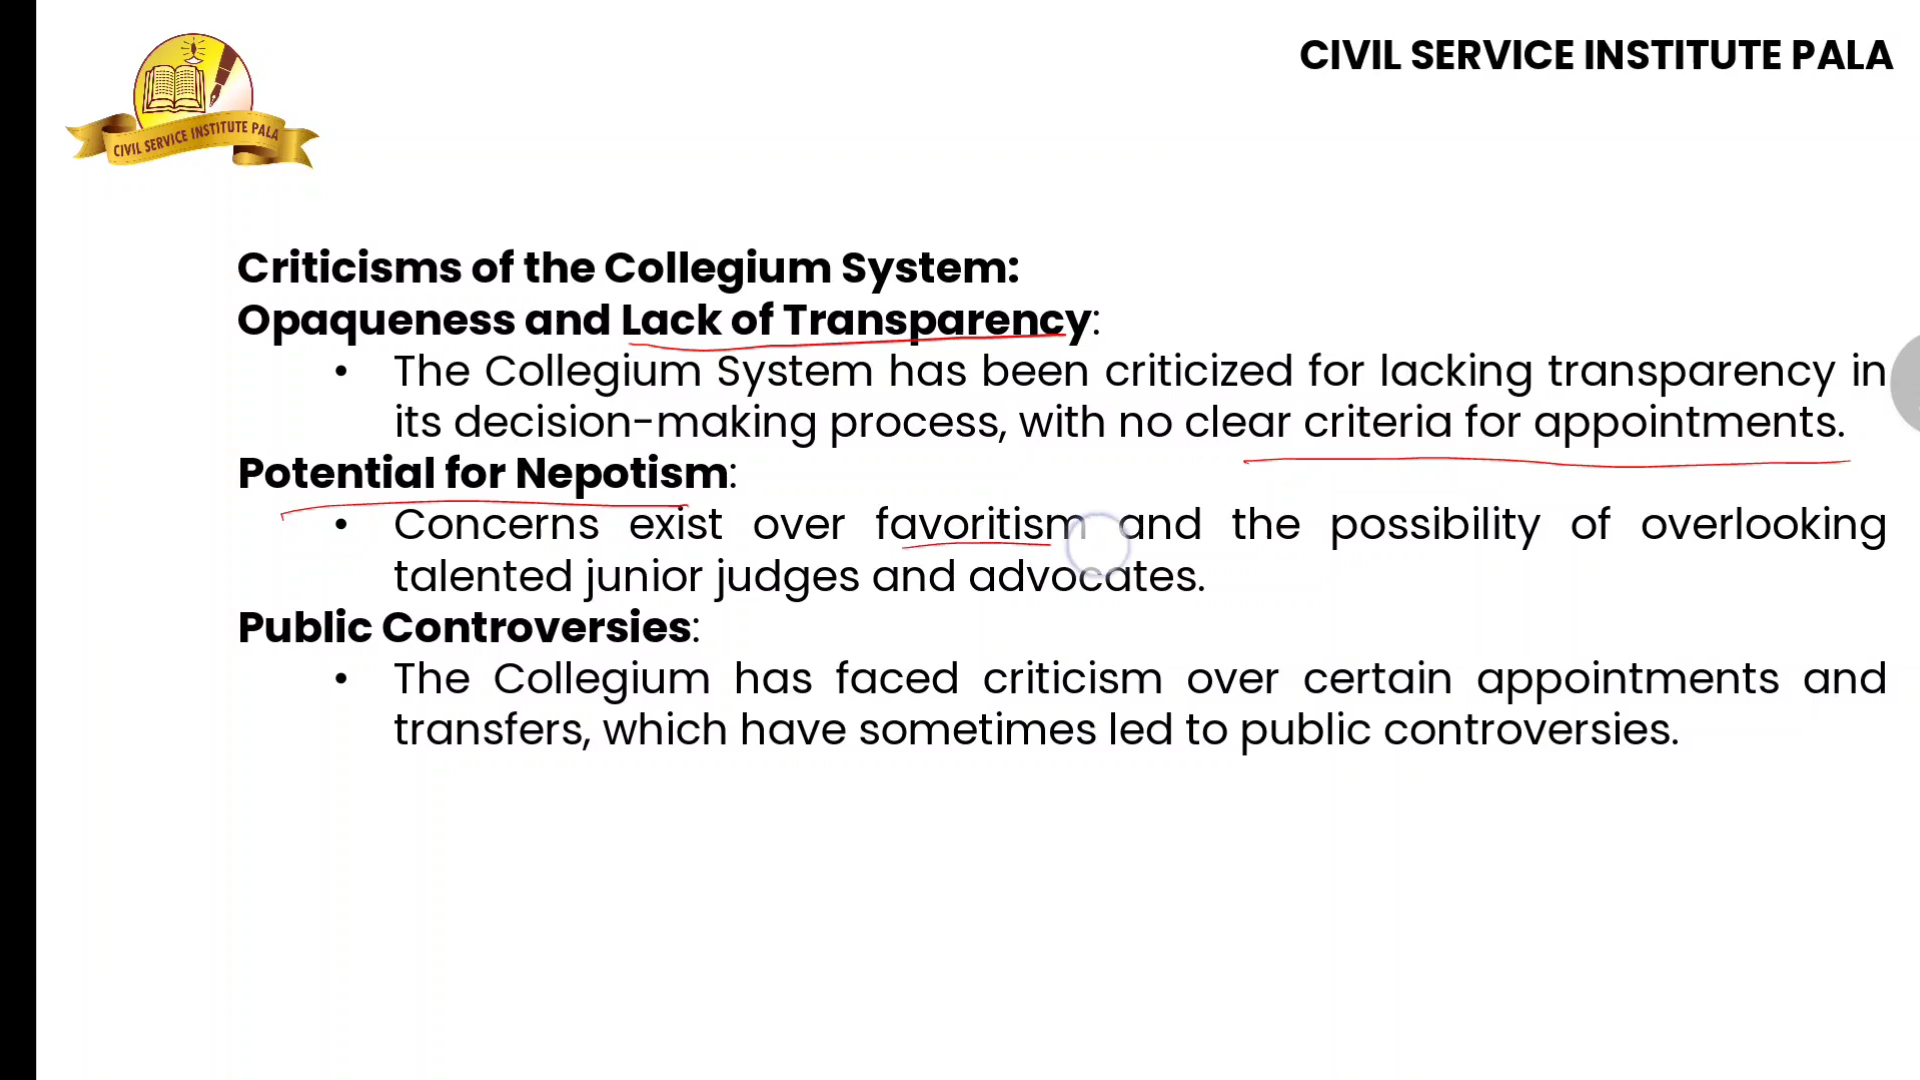 CIVIL SERVICE INSTITUTE PALA
CIVIL SERVICE INSTITUTE PALA
Criticisms of the Collegium System:
Opaqueness and Lack of Transparency:
• The Collegium System has been criticized for lacking transparency in
its decision-making process, with no clear criteria for appointments.
Potential for Nepotism:
• Concerns exist over favoritism and the possibility of overlooking
talented junior judges and advocates.
Public Controversies:
• The Collegium has faced criticism over certain appointments and
transfers, which have sometimes led to public controversies.